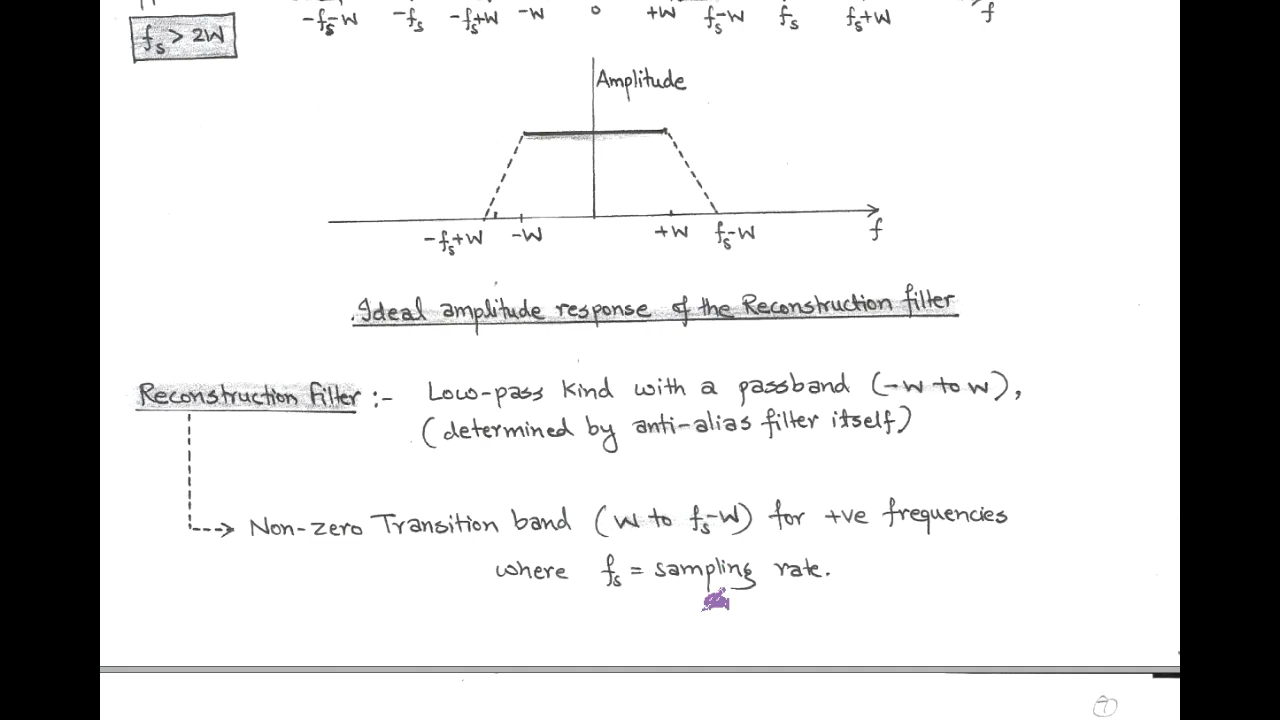 -fs-W -fs -fs+W -W 0 +W fs-W fs fs+W f
fs > 2W
Amplitude
-fs+W -W +W fs-W f
Ideal amplitude response of the Reconstruction filter
Reconstruction filter :- Low-pass kind with a passband (-W to W),
(determined by anti-alias filter itself)
Non-zero Transition band (W to fs-W) for +ve frequencies
where fs = sampling rate.
7